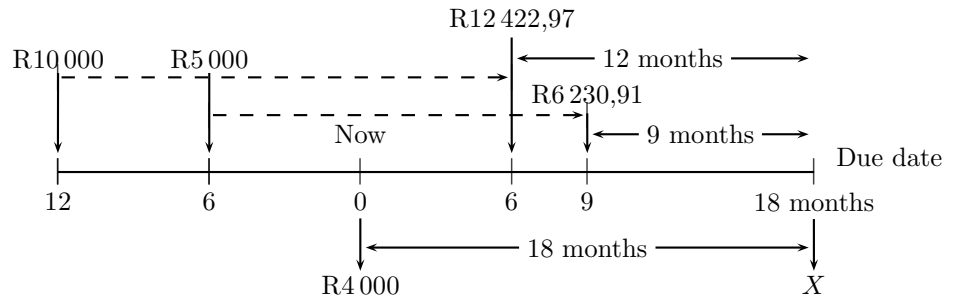 R12 422,97
R10 000 R5 000 12 months
R6 230,91
Now 9 months
Due date
12 6 0 6 9 18 months
18 months
R4 000 X